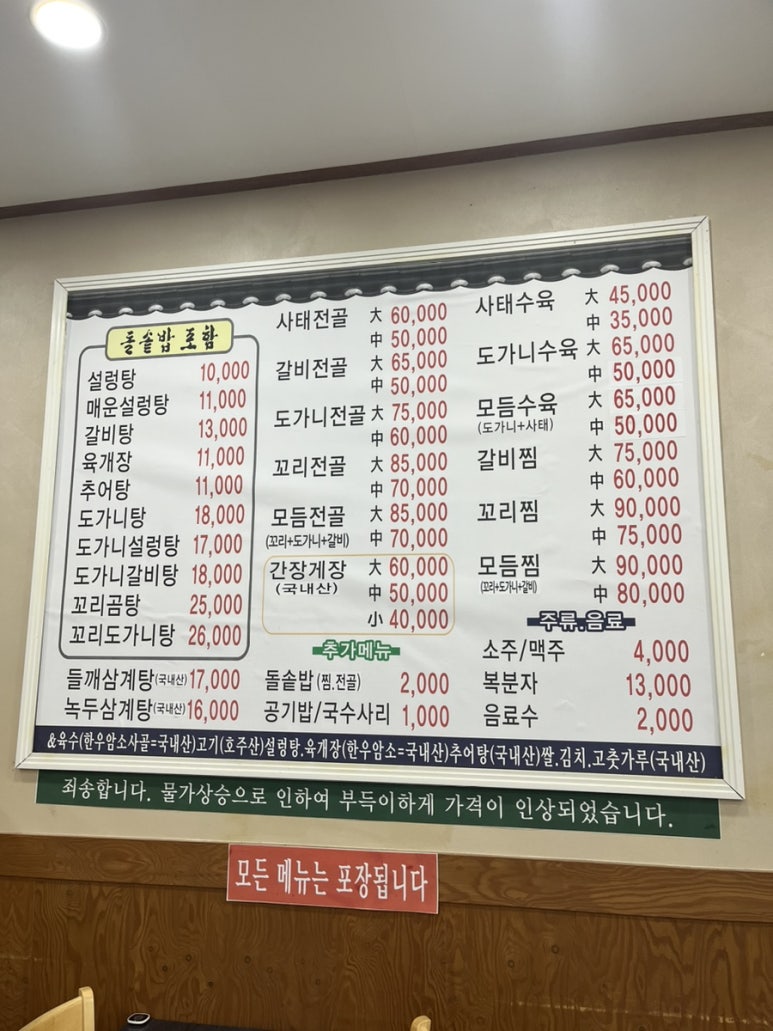 돌솥밥 포함
설렁탕 10,000
매운설렁탕 11,000
갈비탕 13,000
육개장 11,000
추어탕 11,000
도가니탕 18,000
도가니설렁탕 17,000
도가니갈비탕 18,000
꼬리곰탕 25,000
꼬리도가니탕 26,000
들깨삼계탕(국내산) 17,000
녹두삼계탕(국내산) 16,000
사태전골 大 60,000
中 50,000
갈비전골 大 65,000
中 50,000
도가니전골 大 75,000
中 60,000
꼬리전골 大 85,000
中 70,000
모듬전골 大 85,000
(꼬리+도가니+갈비) 中 70,000
간장게장 大 60,000
(국내산) 中 50,000
小 40,000
추가메뉴
돌솥밥(찜.전골) 2,000
공기밥/국수사리 1,000
사태수육 大 45,000
中 35,000
도가니수육 大 65,000
中 50,000
모듬수육 大 65,000
(도가니+사태) 中 50,000
갈비찜 大 75,000
中 60,000
꼬리찜 大 90,000
中 75,000
모듬찜 大 90,000
(꼬리+도가니+갈비) 中 80,000
주류.음료
소주/맥주 4,000
복분자 13,000
음료수 2,000
&육수(한우암소사골=국내산)고기(호주산)설렁탕.육개장(한우암소=국내산)추어탕(국내산)쌀.김치.고춧가루(국내산)
죄송합니다. 물가상승으로 인하여 부득이하게 가격이 인상되었습니다.
모든 메뉴는 포장됩니다